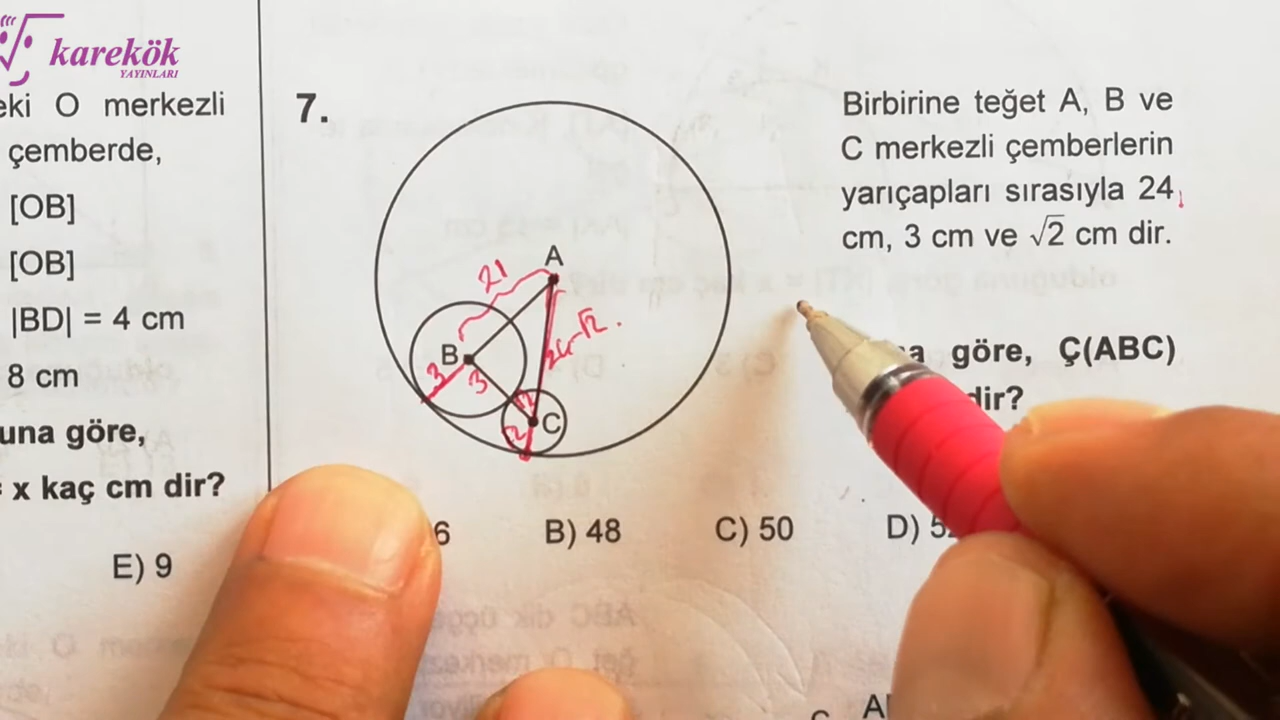 karekök
YAYINLARI
eki O merkezli
çemberde,
[OB]
[OB]
|BD| = 4 cm
8 cm
una göre,
= x kaç cm dir?
E) 9
7.
A
21
24-√2
B
3
3
√2
√2
C
Birbirine teğet A, B ve
C merkezli çemberlerin
yarıçapları sırasıyla 24
cm, 3 cm ve √2 cm dir.
a göre, Ç(ABC)
dir?
6 B) 48 C) 50 D) 5